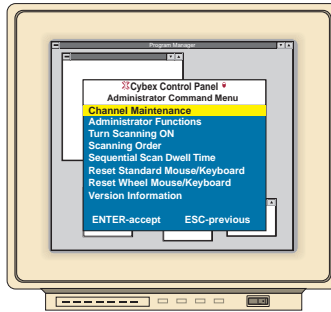 Program Manager
Cybex Control Panel
Administrator Command Menu
Channel Maintenance
Administrator Functions
Turn Scanning ON
Scanning Order
Sequential Scan Dwell Time
Reset Standard Mouse/Keyboard
Reset Wheel Mouse/Keyboard
Version Information
ENTER-accept ESC-previous